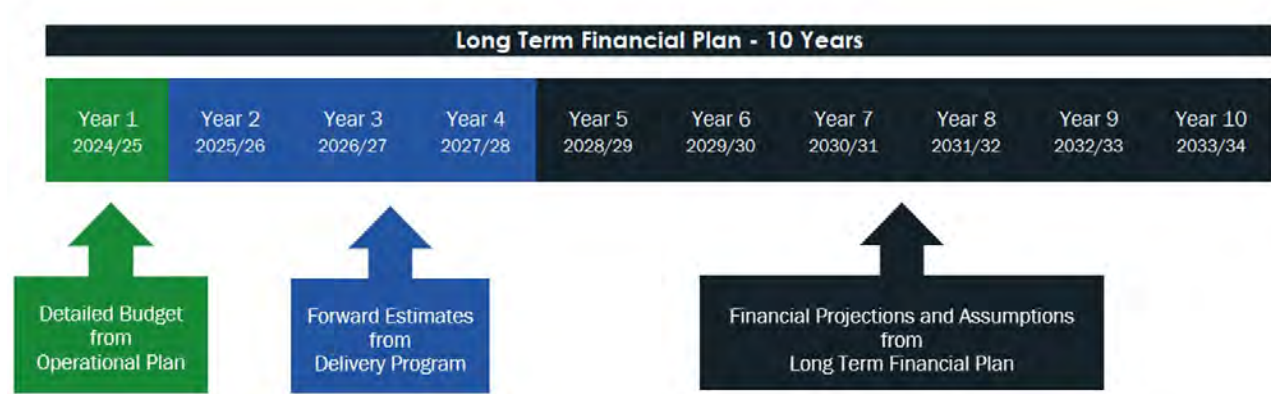 Long Term Financial Plan - 10 Years
Year 1
2024/25
Year 2
2025/26
Year 3
2026/27
Year 4
2027/28
Year 5
2028/29
Year 6
2029/30
Year 7
2030/31
Year 8
2031/32
Year 9
2032/33
Year 10
2033/34
Detailed Budget
from
Operational Plan
Forward Estimates
from
Delivery Program
Financial Projections and Assumptions
from
Long Term Financial Plan